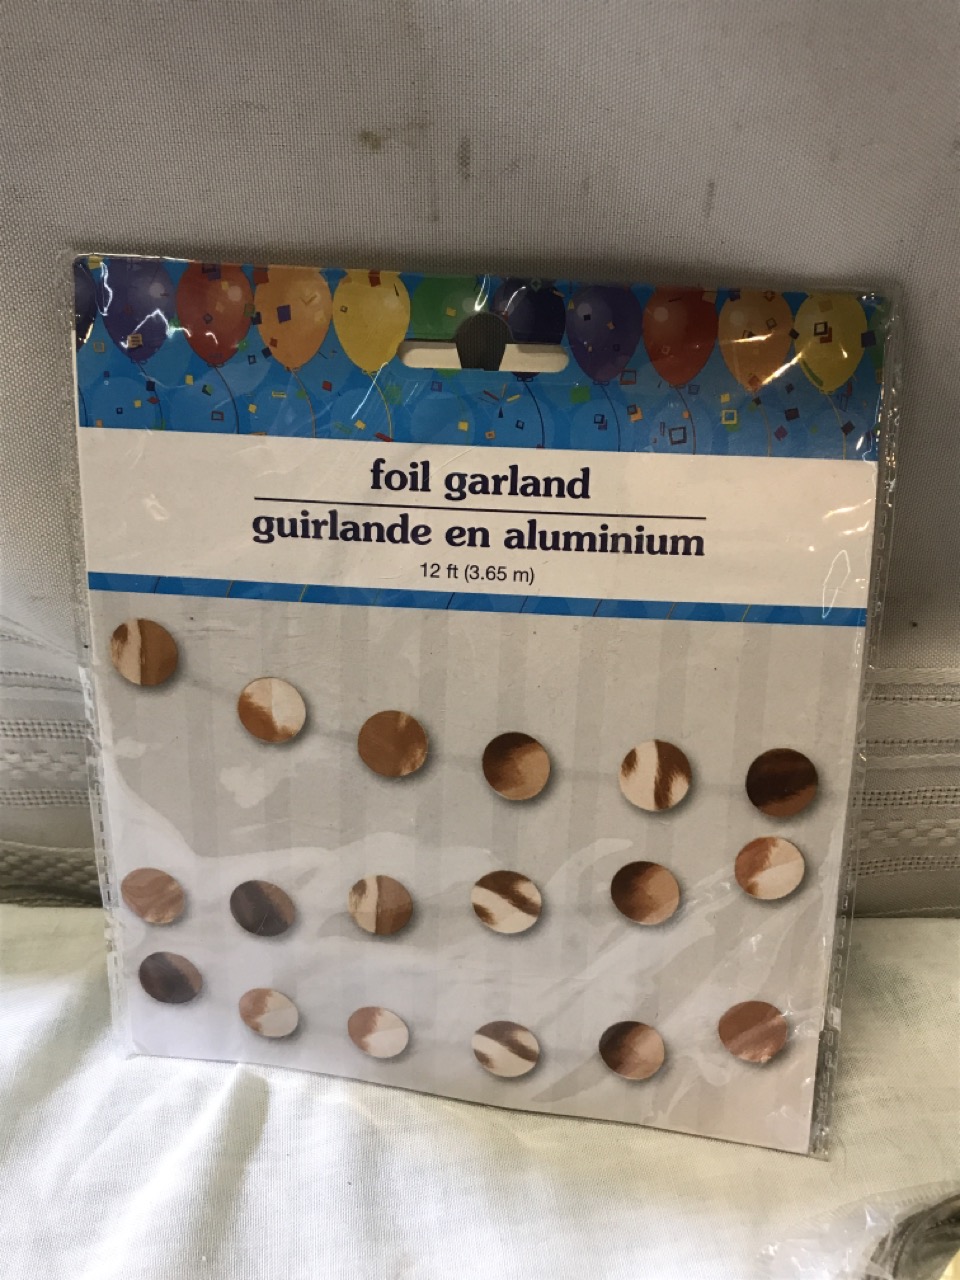 foil garland
guirlande en aluminium
12 ft (3.65 m)